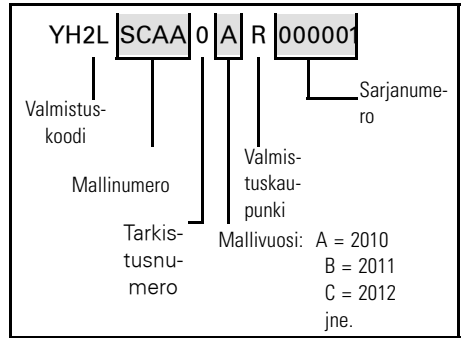 YH2L SCAA 0 A R 000001
Valmistus-
koodi
Sarjanume-
ro
Mallinumero
Valmis-
tuskau-
punki
Tarkis-
tusnu-
mero
Mallivuosi: A = 2010
B = 2011
C = 2012
jne.